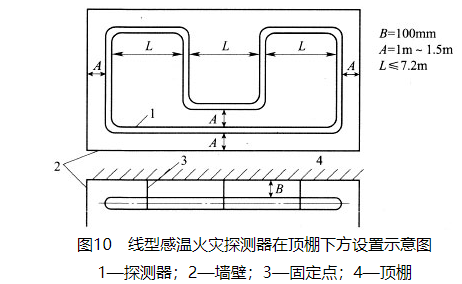 B=100mm
A=1m~1.5m
L≤7.2m
L L L
A A
1 A
A
2 3 4
B
图10 线型感温火灾探测器在顶棚下方设置示意图
1—探测器；2—墙壁；3—固定点；4—顶棚